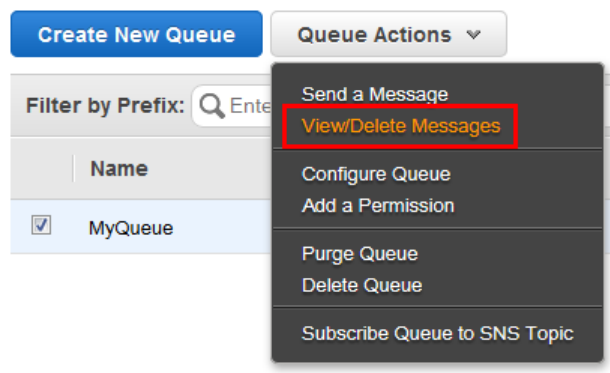 Create New Queue
Queue Actions
Filter by Prefix: Ente
Send a Message
View/Delete Messages
Name
Configure Queue
Add a Permission
MyQueue
Purge Queue
Delete Queue
Subscribe Queue to SNS Topic